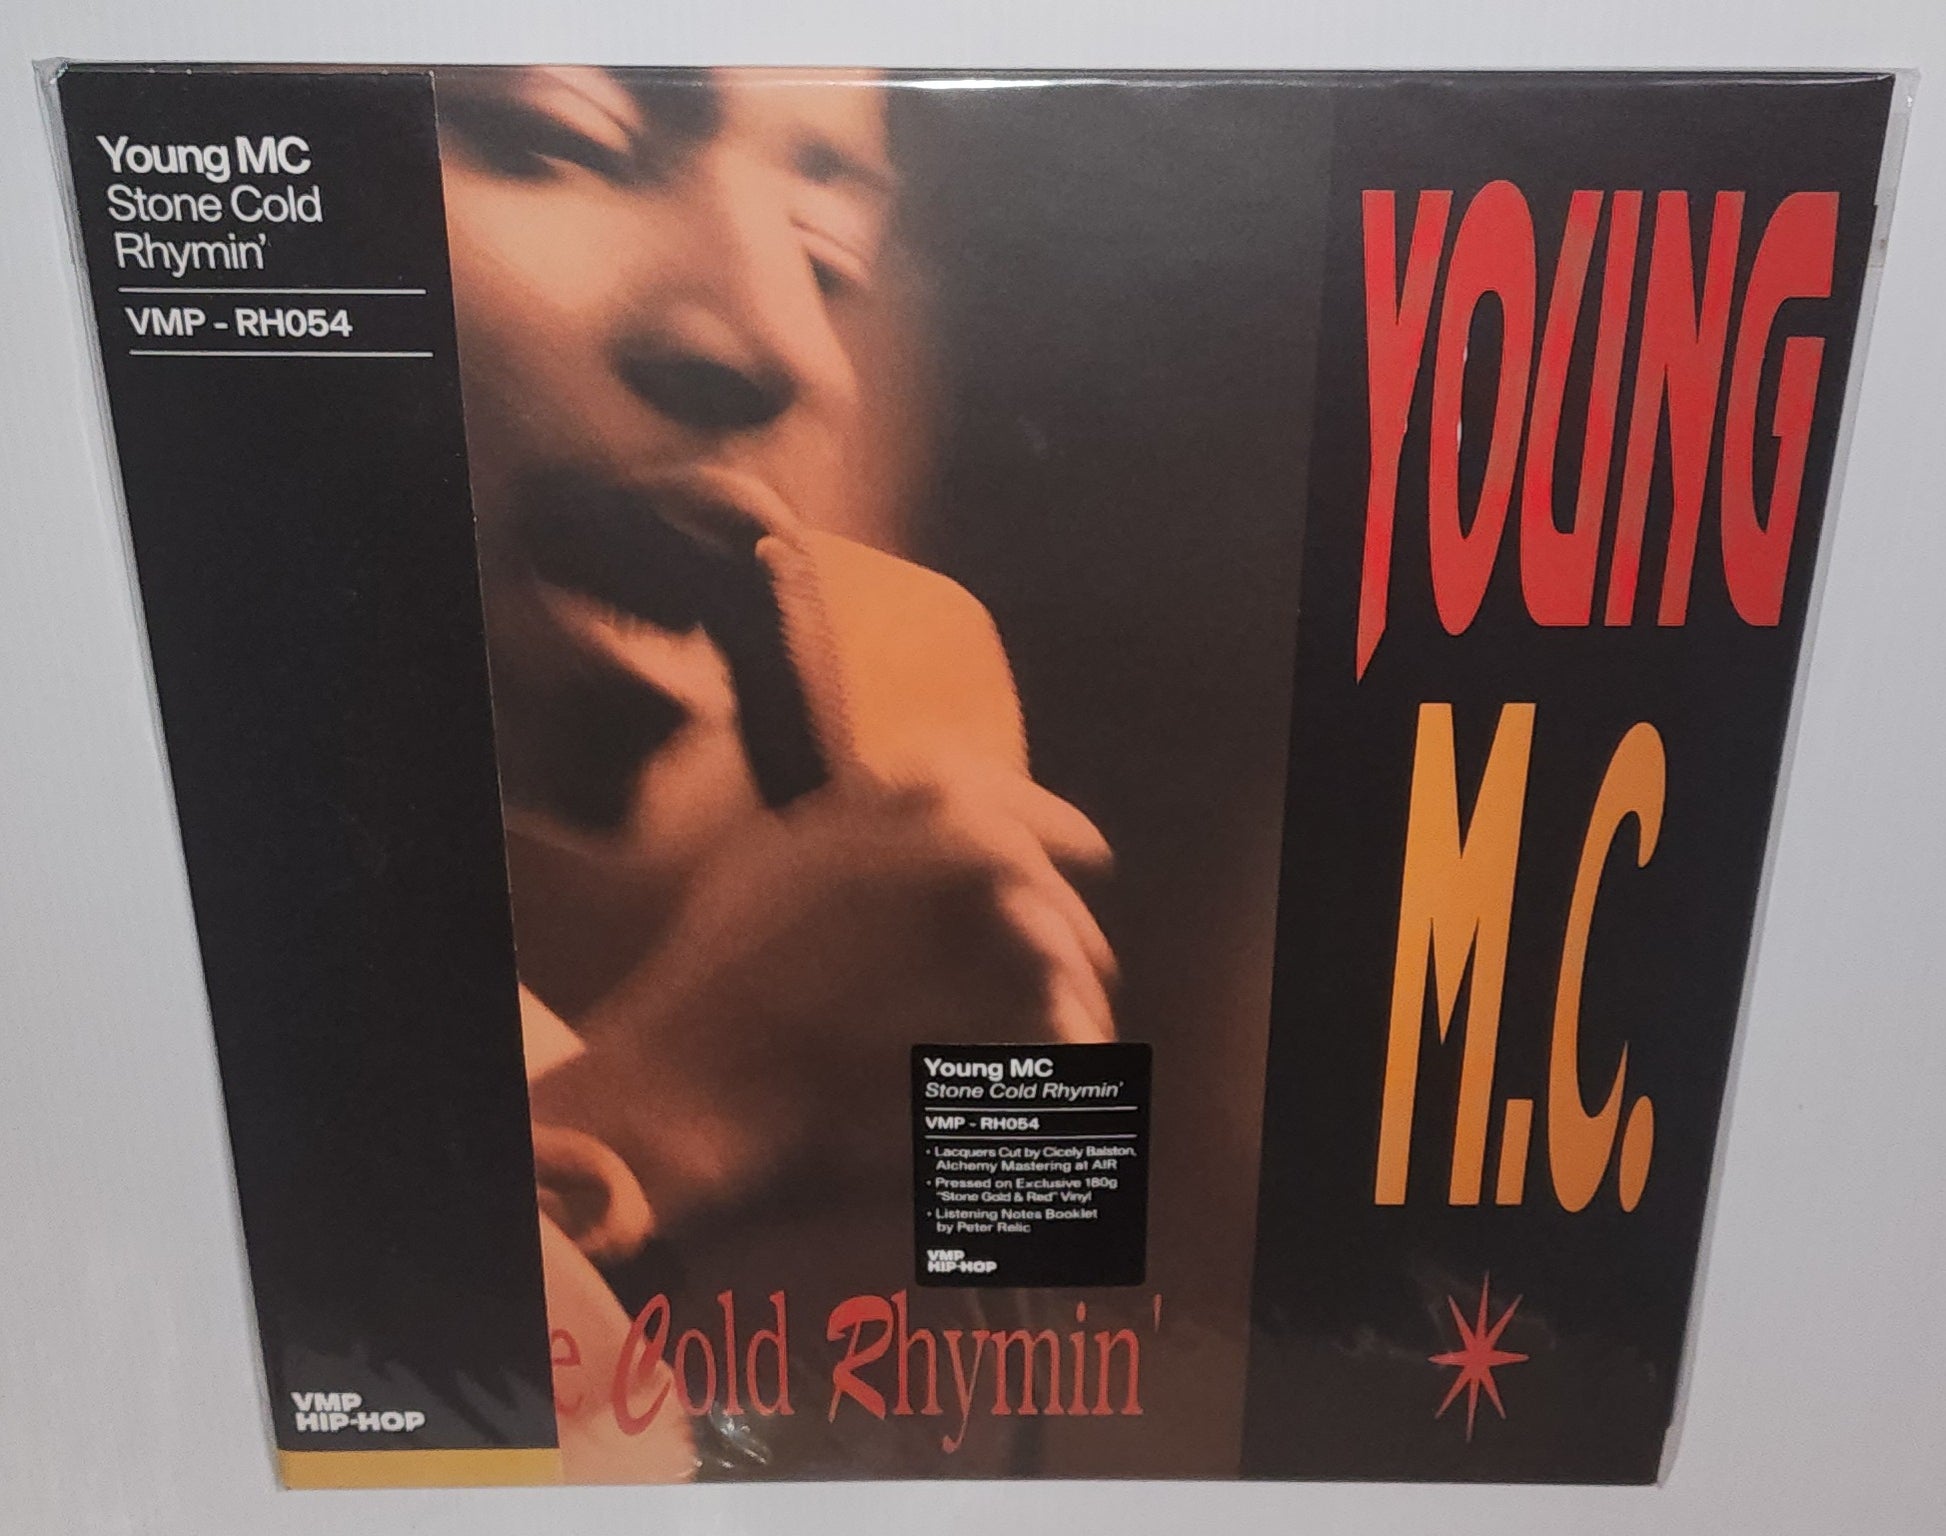 Young MC
Stone Cold
Rhymin'
VMP - RH054
VMP
HIP-HOP
YOUNG
M.C.
Young MC
Stone Cold Rhymin'
VMP - RH054
• Lacquers Cut by Cicely Balston,
Alchemy Mastering at AIR
• Pressed on Exclusive 180g
"Stone Gold & Red" Vinyl
• Listening Notes Booklet
by Peter Relic
VMP
HIP-HOP
e Cold Rhymin'